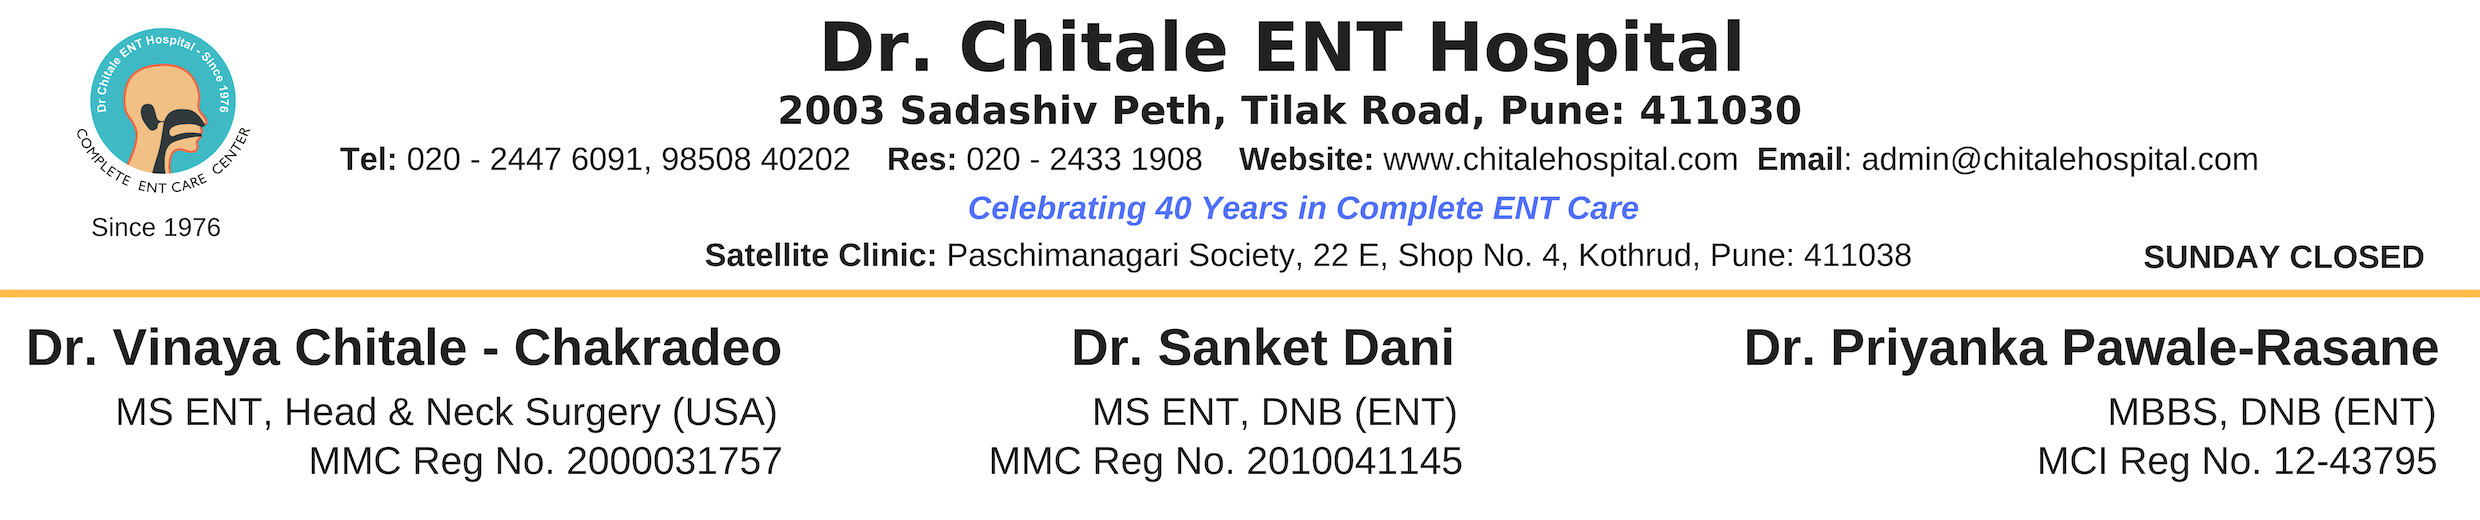 Dr Chitale ENT Hospital - Since 1976
COMPLETE ENT CARE CENTER
Since 1976
Dr. Chitale ENT Hospital
2003 Sadashiv Peth, Tilak Road, Pune: 411030
Tel: 020 - 2447 6091, 98508 40202 Res: 020 - 2433 1908 Website: www.chitalehospital.com Email: admin@chitalehospital.com
Celebrating 40 Years in Complete ENT Care
Satellite Clinic: Paschimanagari Society, 22 E, Shop No. 4, Kothrud, Pune: 411038
SUNDAY CLOSED
Dr. Vinaya Chitale - Chakradeo
MS ENT, Head & Neck Surgery (USA)
MMC Reg No. 2000031757
Dr. Sanket Dani
MS ENT, DNB (ENT)
MMC Reg No. 2010041145
Dr. Priyanka Pawale-Rasane
MBBS, DNB (ENT)
MCI Reg No. 12-43795